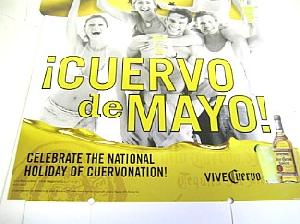 ¡CUERVO
de MAYO!
CELEBRATE THE NATIONAL
HOLIDAY OF CUERVONATION!
VIVE Cuervo